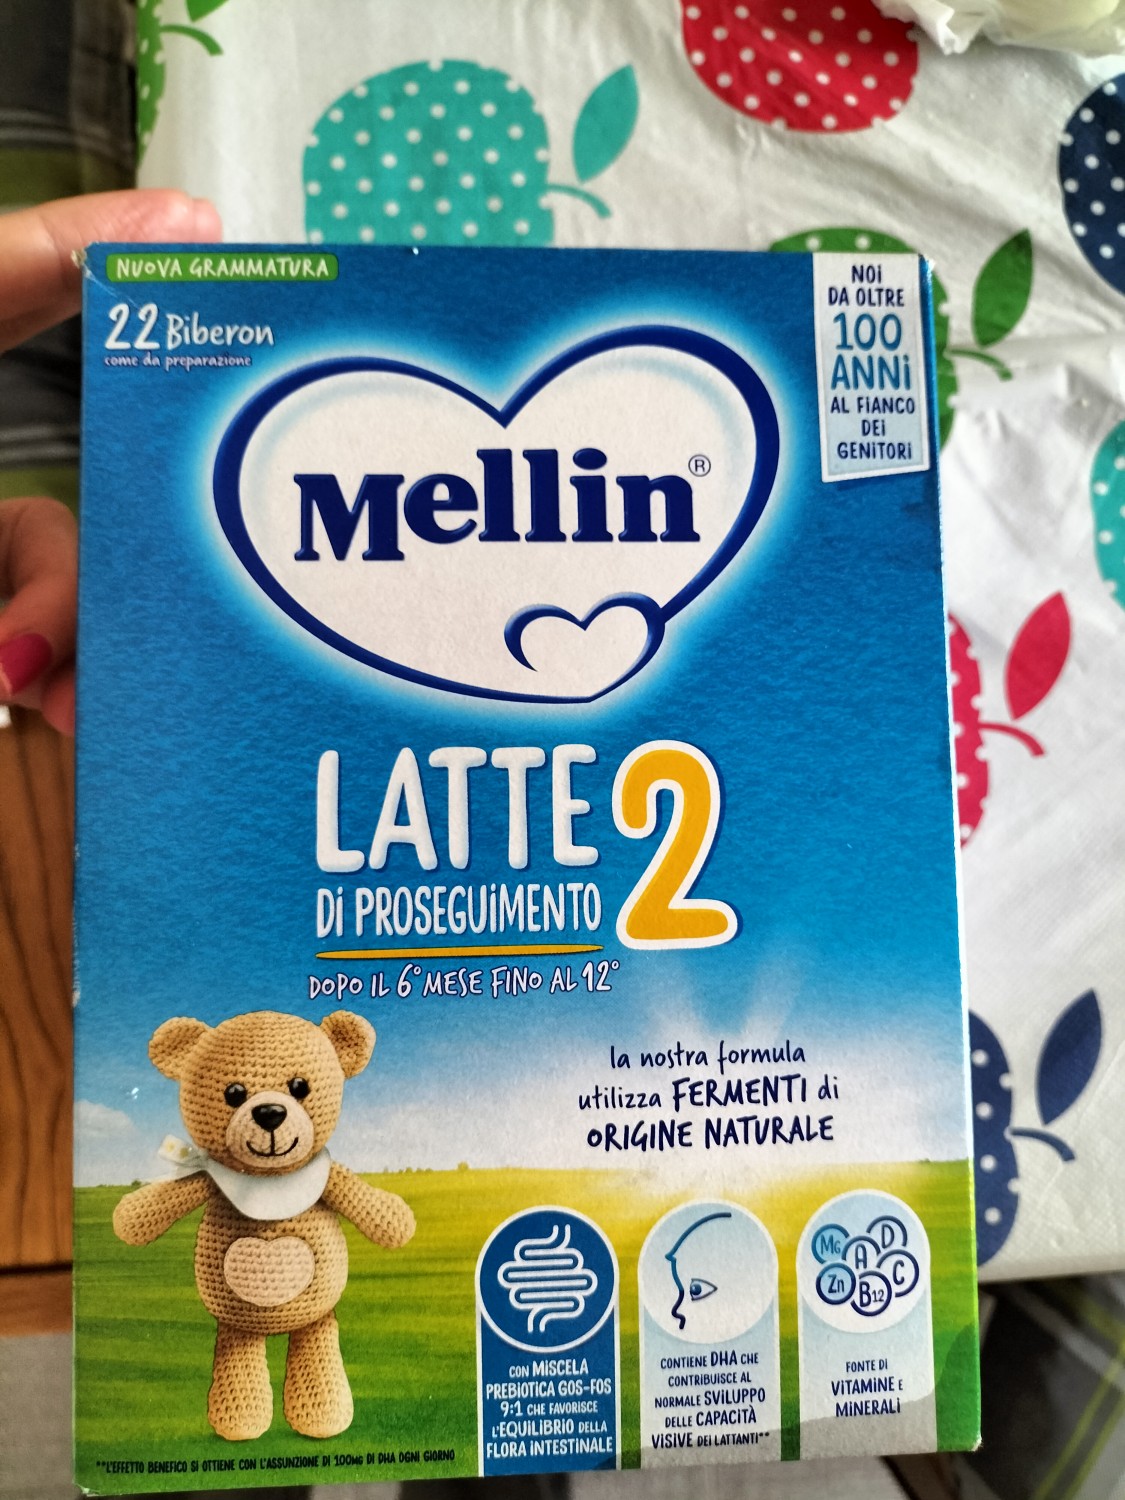 NUOVA GRAMMATURA
22 Biberon
come da preparazione
NOI
DA OLTRE
100
ANNI
AL FIANCO
DEI
GENITORI
Mellin®
LATTE 2
DI PROSEGUIMENTO
DOPO IL 6° MESE FINO AL 12°
la nostra formula
utilizza FERMENTI di
ORIGINE NATURALE
CON MISCELA
PREBIOTICA GOS-FOS
9:1 CHE FAVORISCE
L'EQUILIBRIO DELLA
FLORA INTESTINALE
CONTIENE DHA CHE
CONTRIBUISCE AL
NORMALE SVILUPPO
DELLE CAPACITÀ
VISIVE DEI LATTANTI**
Mg A D
Zn B12 C
FONTE DI
VITAMINE E
MINERALI
**L'EFFETTO BENEFICO SI OTTIENE CON L'ASSUNZIONE DI 100MG DI DHA OGNI GIORNO